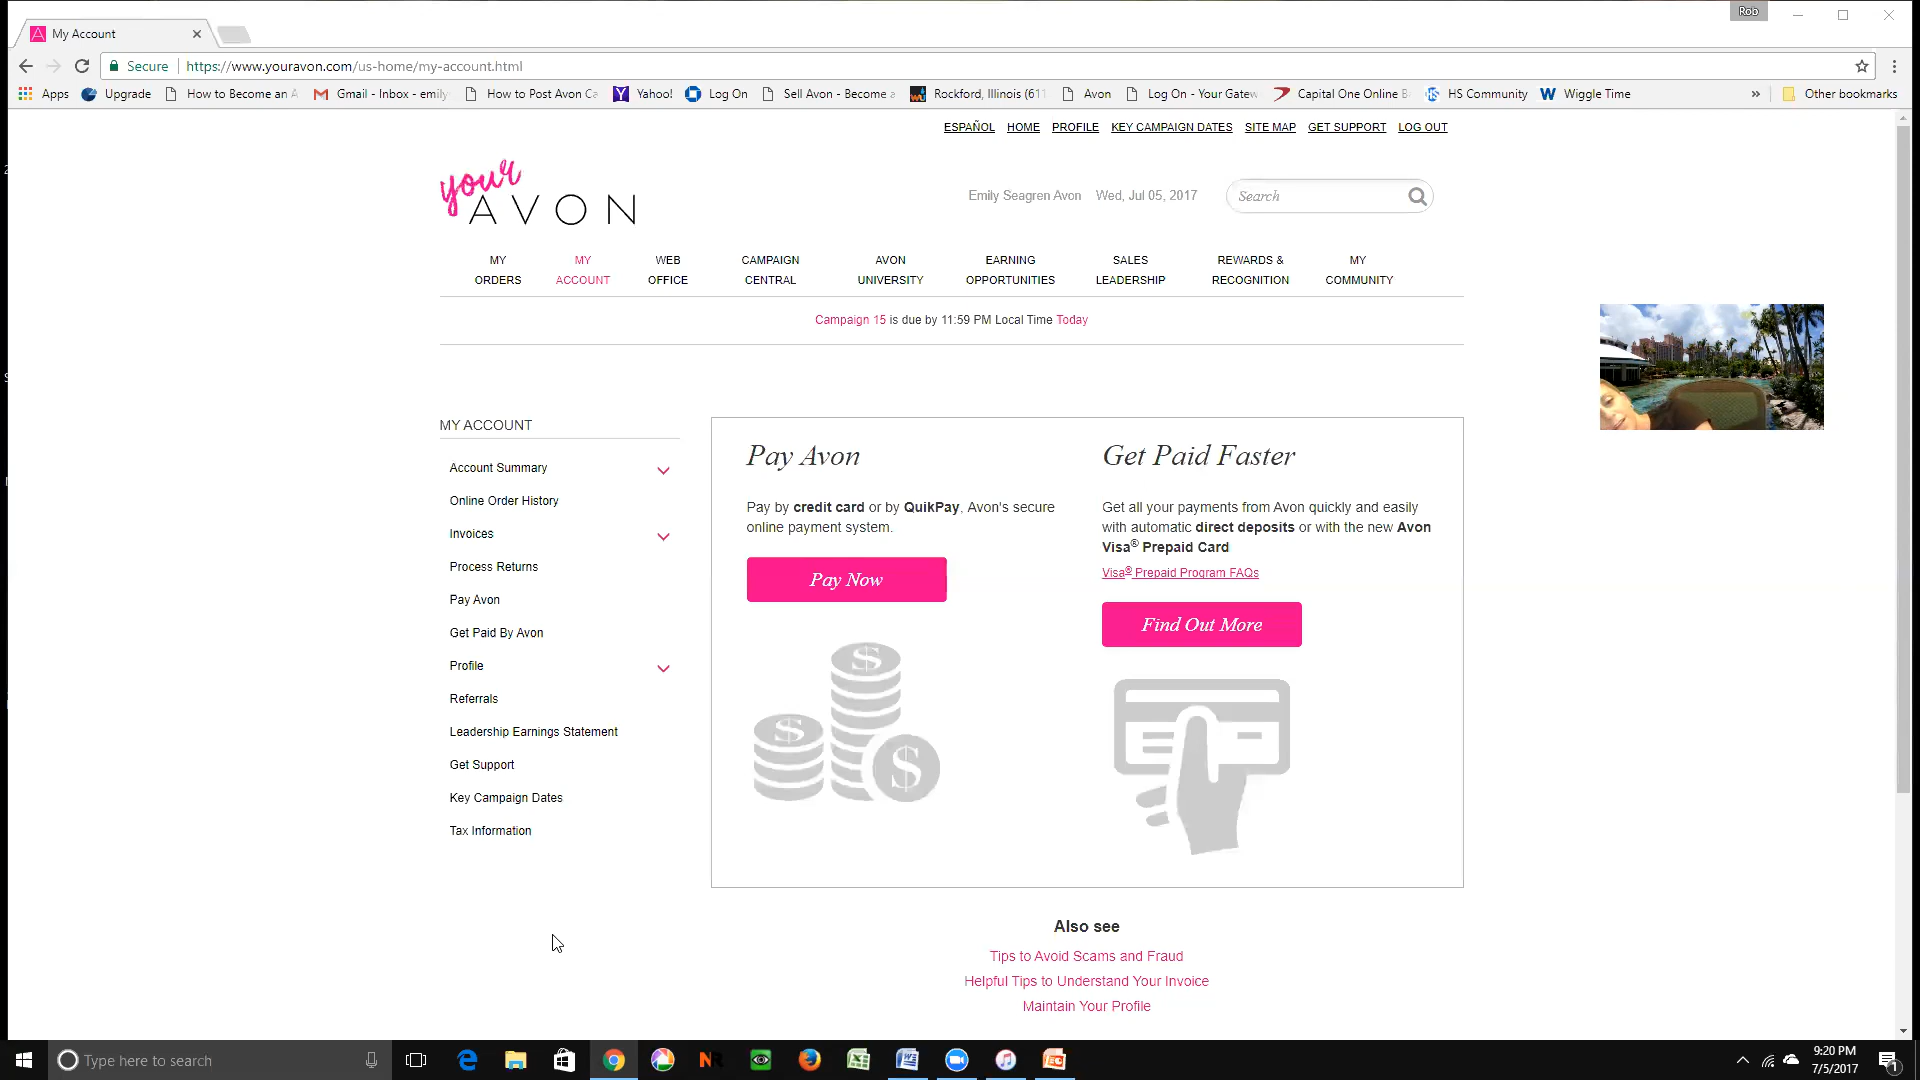 Rob
My Account
Secure https://www.youravon.com/us-home/my-account.html
Apps Upgrade How to Become an A Gmail - Inbox - emily How to Post Avon Ca Yahoo! Log On Sell Avon - Become a Rockford, Illinois (611 Avon Log On - Your Gatew Capital One Online B HS Community Wiggle Time » Other bookmarks
ESPAÑOL HOME PROFILE KEY CAMPAIGN DATES SITE MAP GET SUPPORT LOG OUT
your
AVON
Emily Seagren Avon Wed, Jul 05, 2017 Search
MY ORDERS MY ACCOUNT WEB OFFICE CAMPAIGN CENTRAL AVON UNIVERSITY EARNING OPPORTUNITIES SALES LEADERSHIP REWARDS & RECOGNITION MY COMMUNITY
Campaign 15 is due by 11:59 PM Local Time Today
MY ACCOUNT
Account Summary
Online Order History
Invoices
Process Returns
Pay Avon
Get Paid By Avon
Profile
Referrals
Leadership Earnings Statement
Get Support
Key Campaign Dates
Tax Information
Pay Avon
Pay by credit card or by QuikPay, Avon's secure
online payment system.
Pay Now
$
$
$
Get Paid Faster
Get all your payments from Avon quickly and easily
with automatic direct deposits or with the new Avon
Visa® Prepaid Card
Visa® Prepaid Program FAQs
Find Out More
Also see
Tips to Avoid Scams and Fraud
Helpful Tips to Understand Your Invoice
Maintain Your Profile
Type here to search
9:20 PM
7/5/2017
1